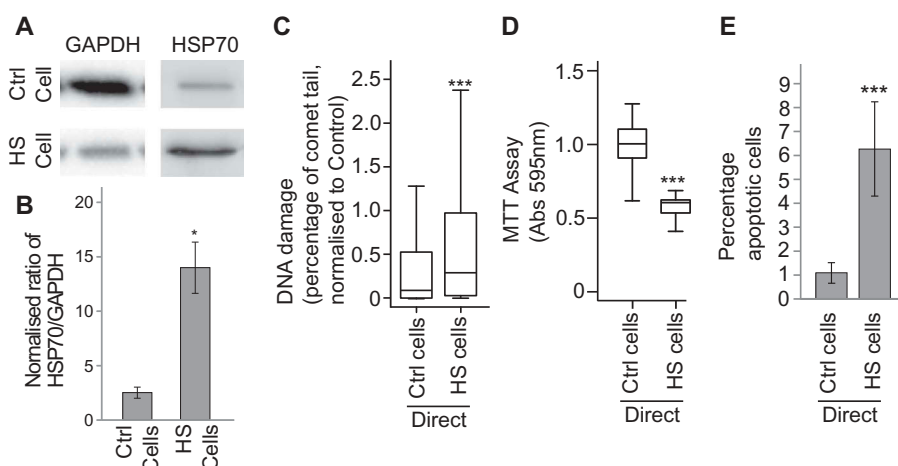 A
GAPDH HSP70
Ctrl
Cell
HS
Cell
B
Normalised ratio of
HSP70/GAPDH
20
15
10
5
0
*
Ctrl
Cells
HS
Cells
C
DNA damage
(percentage of comet tail,
normalised to Control)
2.5
2.0
1.5
1.0
0.5
0
***
Ctrl cells
HS cells
Direct
D
MTT Assay
(Abs 595nm)
1.5
1.0
0.5
0
***
Ctrl cells
HS cells
Direct
E
Percentage
apoptotic cells
9
8
7
6
5
4
3
2
1
0
***
Ctrl cells
HS cells
Direct